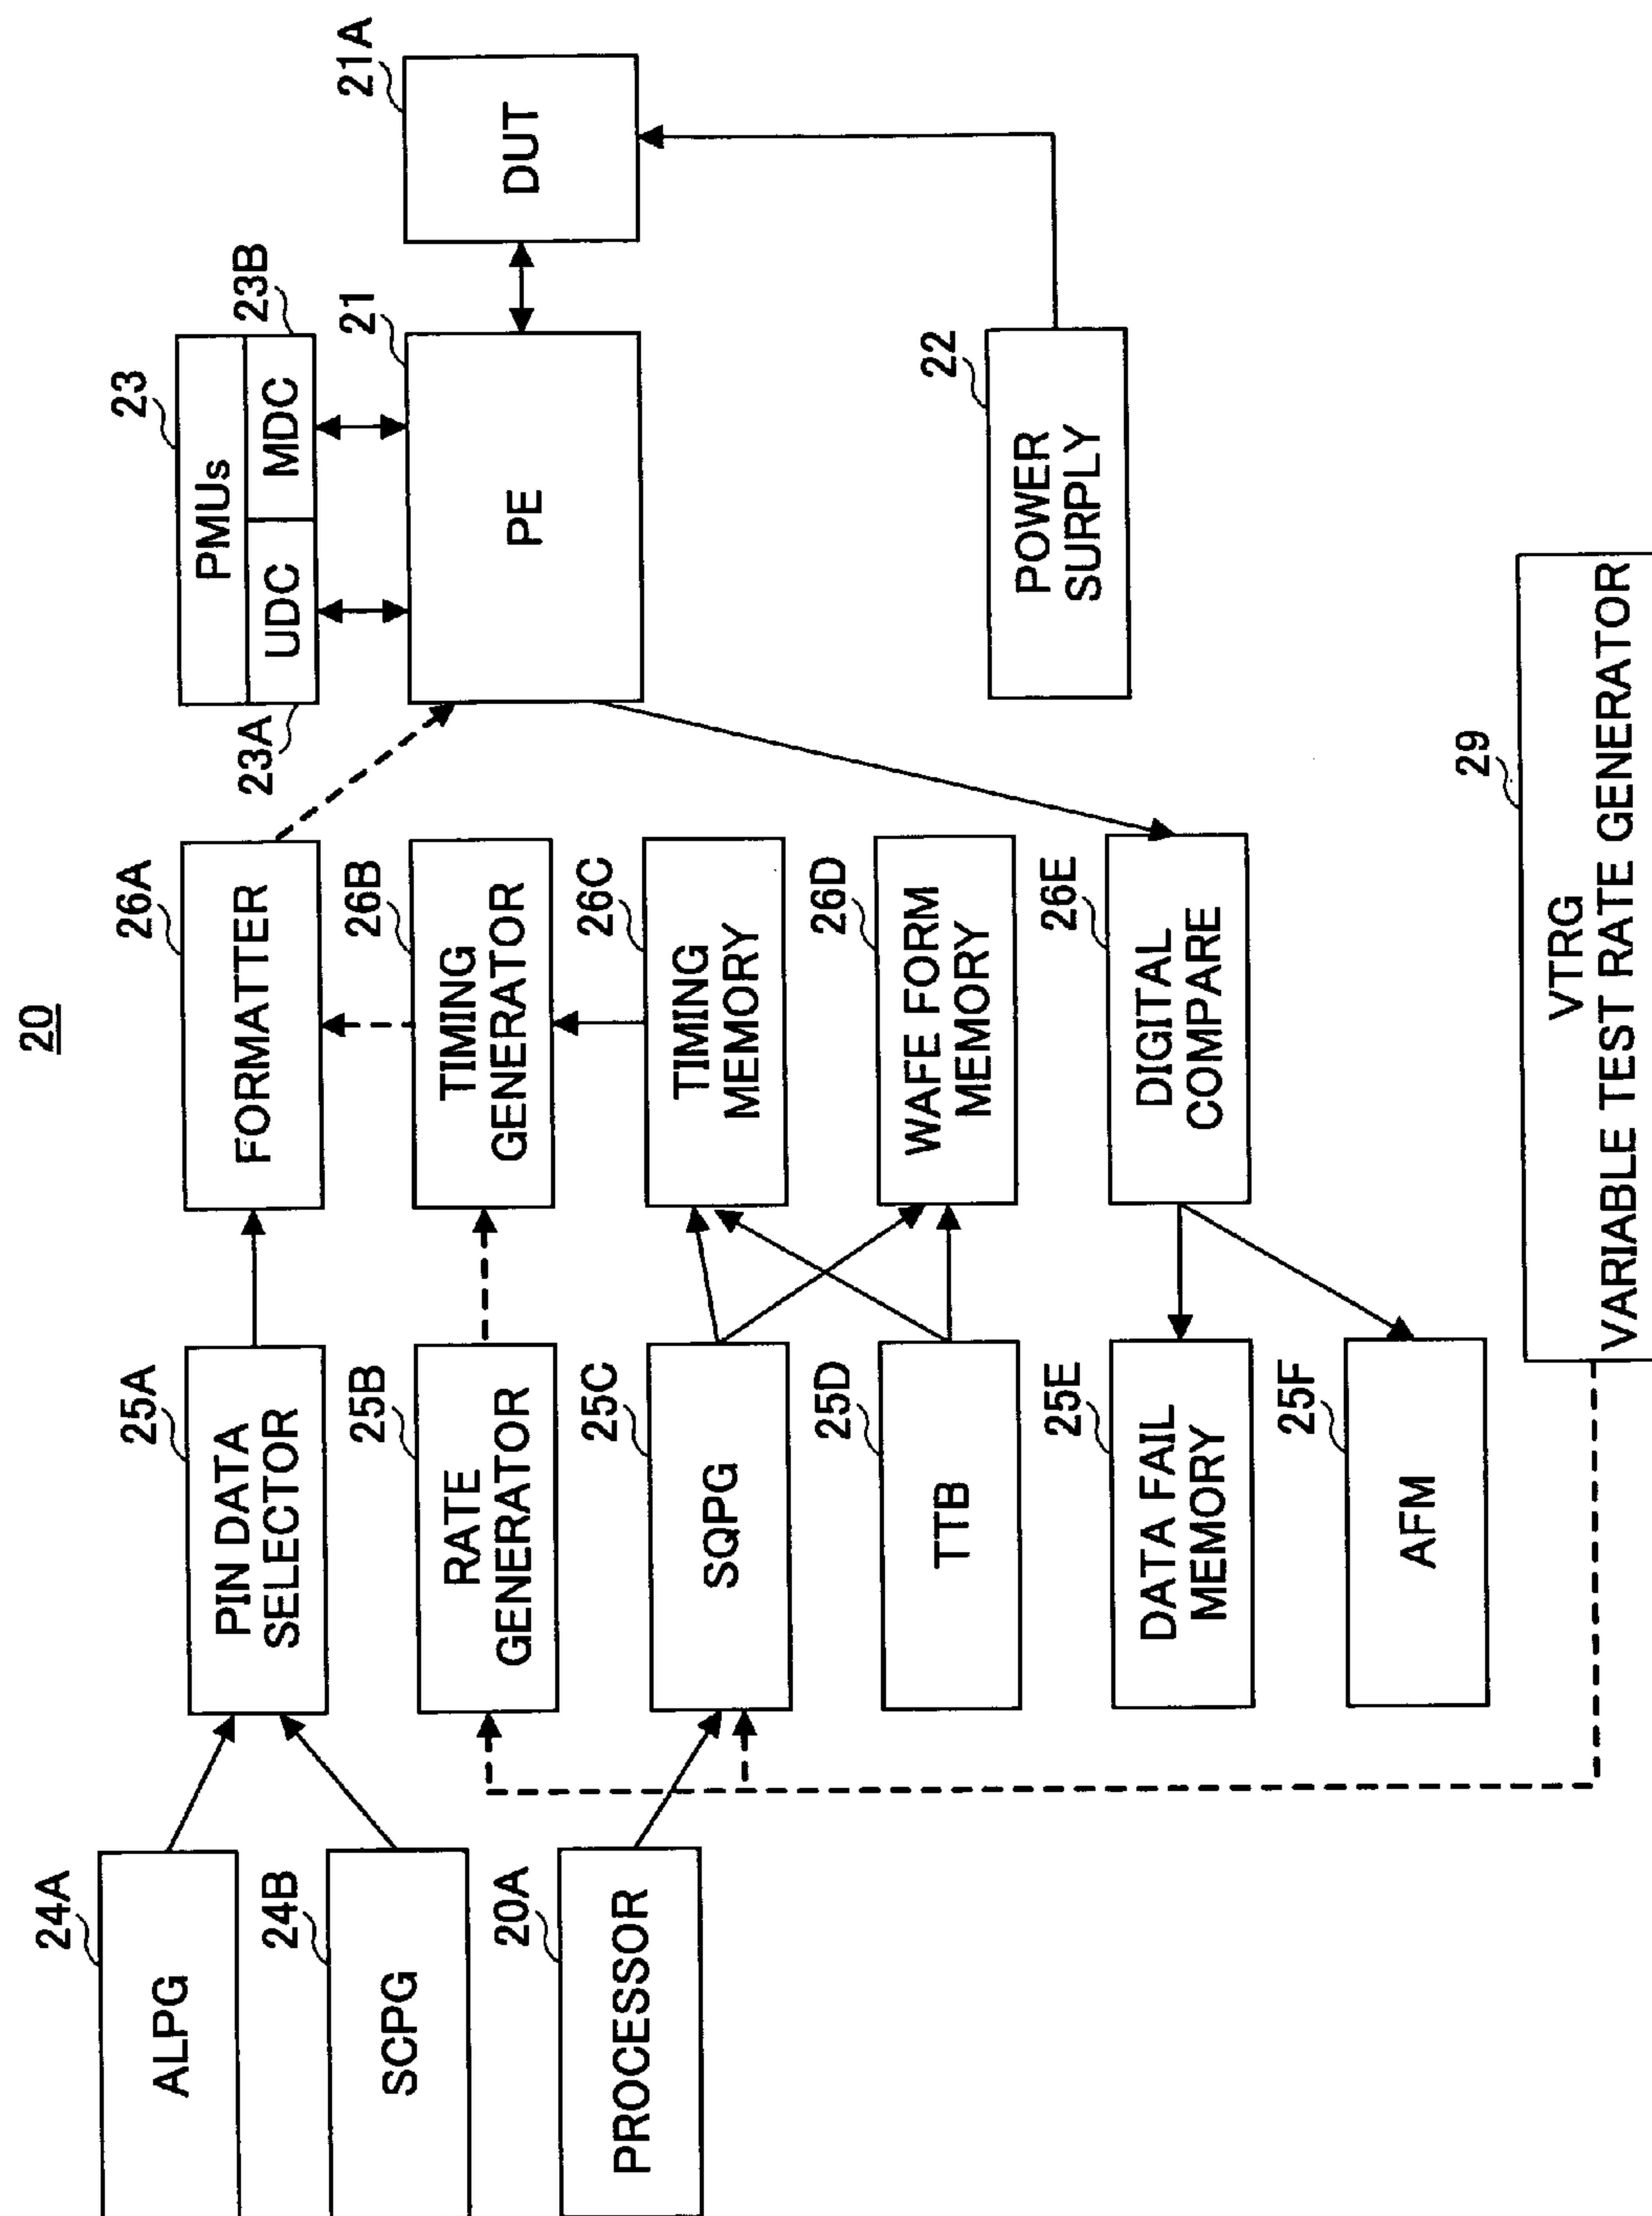 20
24A
ALPG
24B
SCPG
20A
PROCESSOR
25A
PIN DATA
SELECTOR
25B
RATE
GENERATOR
25C
SQPG
25D
TTB
25E
DATA FAIL
MEMORY
25F
AFM
26A
FORMATTER
26B
TIMING
GENERATOR
26C
TIMING
MEMORY
26D
WAFE FORM
MEMORY
26E
DIGITAL
COMPARE
23
PMUs
UDC
MDC
23A
23B
21
PE
21A
DUT
22
POWER
SURPLY
29
VTRG
VARIABLE TEST RATE GENERATOR